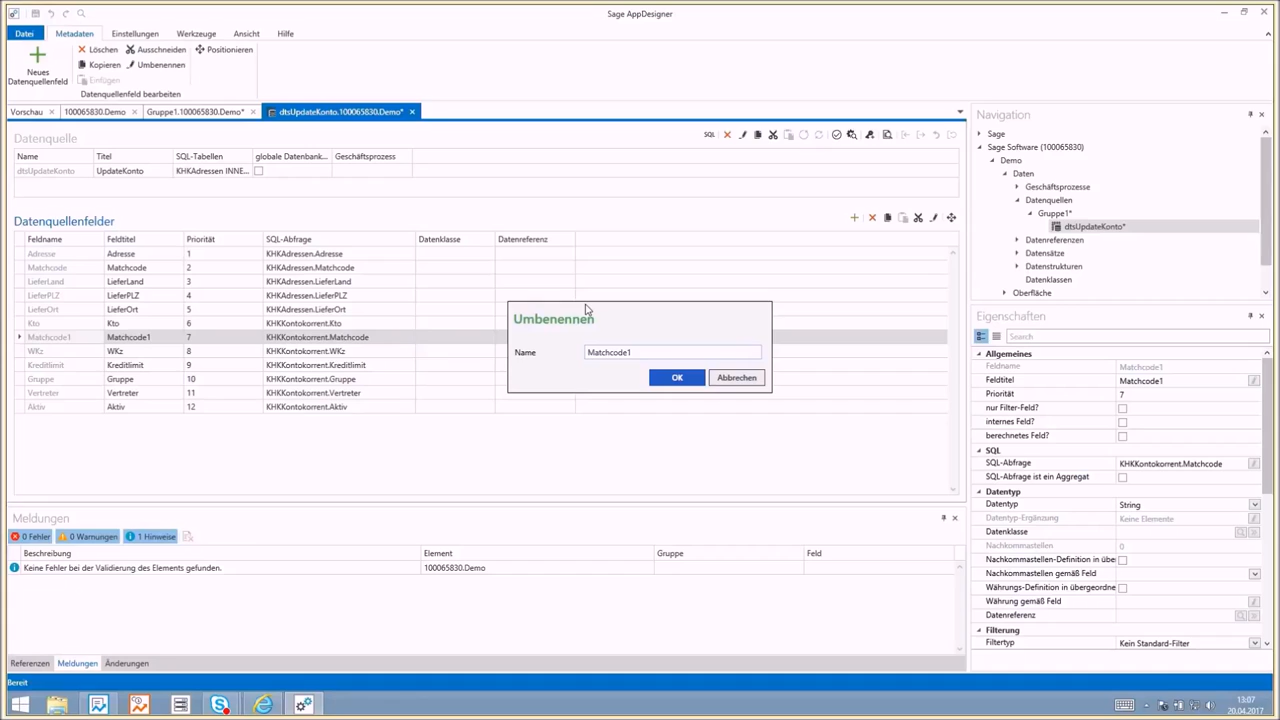 Sage AppDesigner
Datei Metadaten Einstellungen Werkzeuge Ansicht Hilfe
Neues Datenquellenfeld
Löschen Ausschneiden Positionieren
Kopieren Umbenennen
Einfügen
Datenquellenfeld bearbeiten
Vorschau 100065830.Demo Gruppe1.100065830.Demo* dtsUpdateKonto.100065830.Demo*
Datenquelle
SQL
Name Titel SQL-Tabellen globale Datenbank... Geschäftsprozess
dtsUpdateKonto UpdateKonto KHKAdressen INNE...
Datenquellenfelder
Feldname Feldtitel Priorität SQL-Abfrage Datenklasse Datenreferenz
Adresse Adresse 1 KHKAdressen.Adresse
Matchcode Matchcode 2 KHKAdressen.Matchcode
LieferLand LieferLand 3 KHKAdressen.LieferLand
LieferPLZ LieferPLZ 4 KHKAdressen.LieferPLZ
LieferOrt LieferOrt 5 KHKAdressen.LieferOrt
Kto Kto 6 KHKKontokorrent.Kto
Matchcode1 Matchcode1 7 KHKKontokorrent.Matchcode
WKz WKz 8 KHKKontokorrent.WKz
Kreditlimit Kreditlimit 9 KHKKontokorrent.Kreditlimit
Gruppe Gruppe 10 KHKKontokorrent.Gruppe
Vertreter Vertreter 11 KHKKontokorrent.Vertreter
Aktiv Aktiv 12 KHKKontokorrent.Aktiv
Umbenennen
Name Matchcode1
OK Abbrechen
Meldungen
0 Fehler 0 Warnungen 1 Hinweise
Beschreibung Element Gruppe Feld
Keine Fehler bei der Validierung des Elements gefunden. 100065830.Demo
Referenzen Meldungen Änderungen
Navigation
Sage
Sage Software (100065830)
Demo
Daten
Geschäftsprozesse
Datenquellen
Gruppe1*
dtsUpdateKonto*
Datenreferenzen
Datensätze
Datenstrukturen
Datenklassen
Oberfläche
Eigenschaften
Search
Allgemeines
Feldname Matchcode1
Feldtitel Matchcode1
Priorität 7
nur Filter-Feld?
internes Feld?
berechnetes Feld?
SQL
SQL-Abfrage KHKKontokorrent.Matchcode
SQL-Abfrage ist ein Aggregat
Datentyp
Datentyp String
Datentyp-Ergänzung Keine Elemente
Datenklasse
Nachkommastellen 0
Nachkommastellen-Definition in übe
Nachkommastellen gemäß Feld
Währungs-Definition in übergeordne
Währung gemäß Feld
Datenreferenz
Filterung
Filtertyp Kein Standard-Filter
Bereit
13:07
20.04.2017